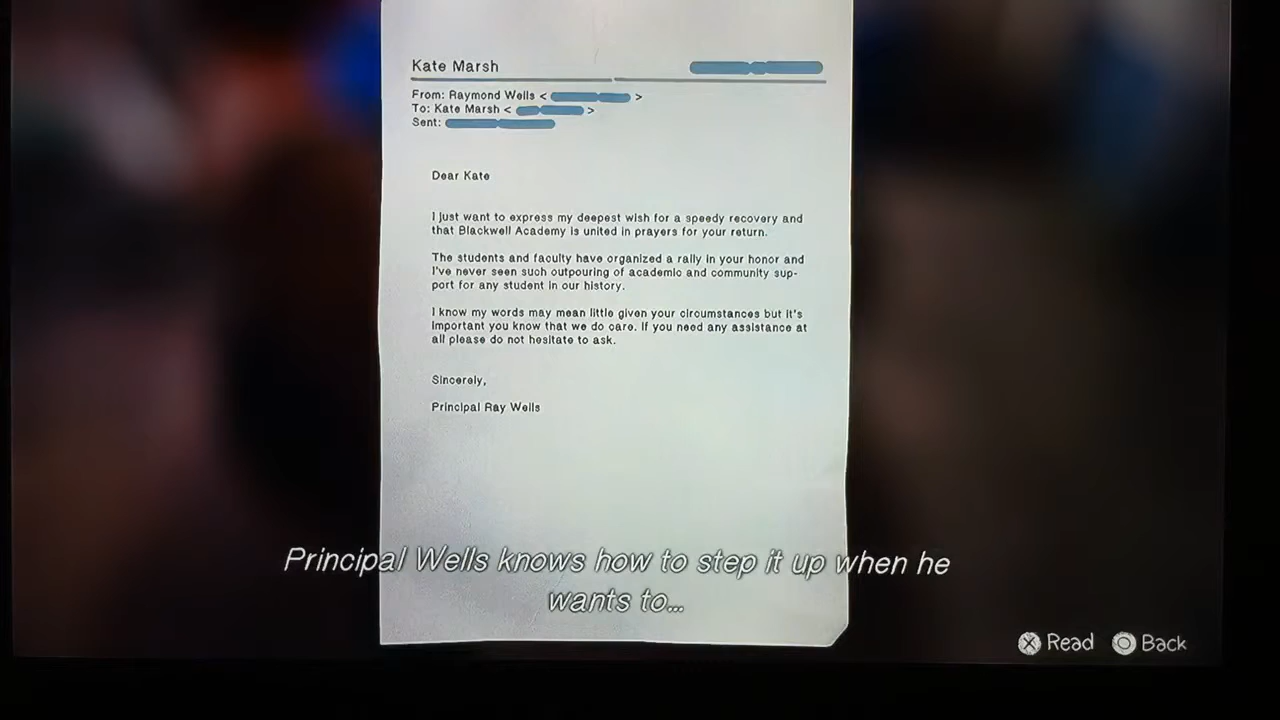 Kate Marsh
From: Raymond Wells < >
To: Kate Marsh < >
Sent:
Dear Kate
I just want to express my deepest wish for a speedy recovery and
that Blackwell Academy is united in prayers for your return.
The students and faculty have organized a rally in your honor and
I've never seen such outpouring of academic and community sup-
port for any student in our history.
I know my words may mean little given your circumstances but it's
important you know that we do care. If you need any assistance at
all please do not hesitate to ask.
Sincerely,
Principal Ray Wells
Principal Wells knows how to step it up when he
wants to...
Read Back